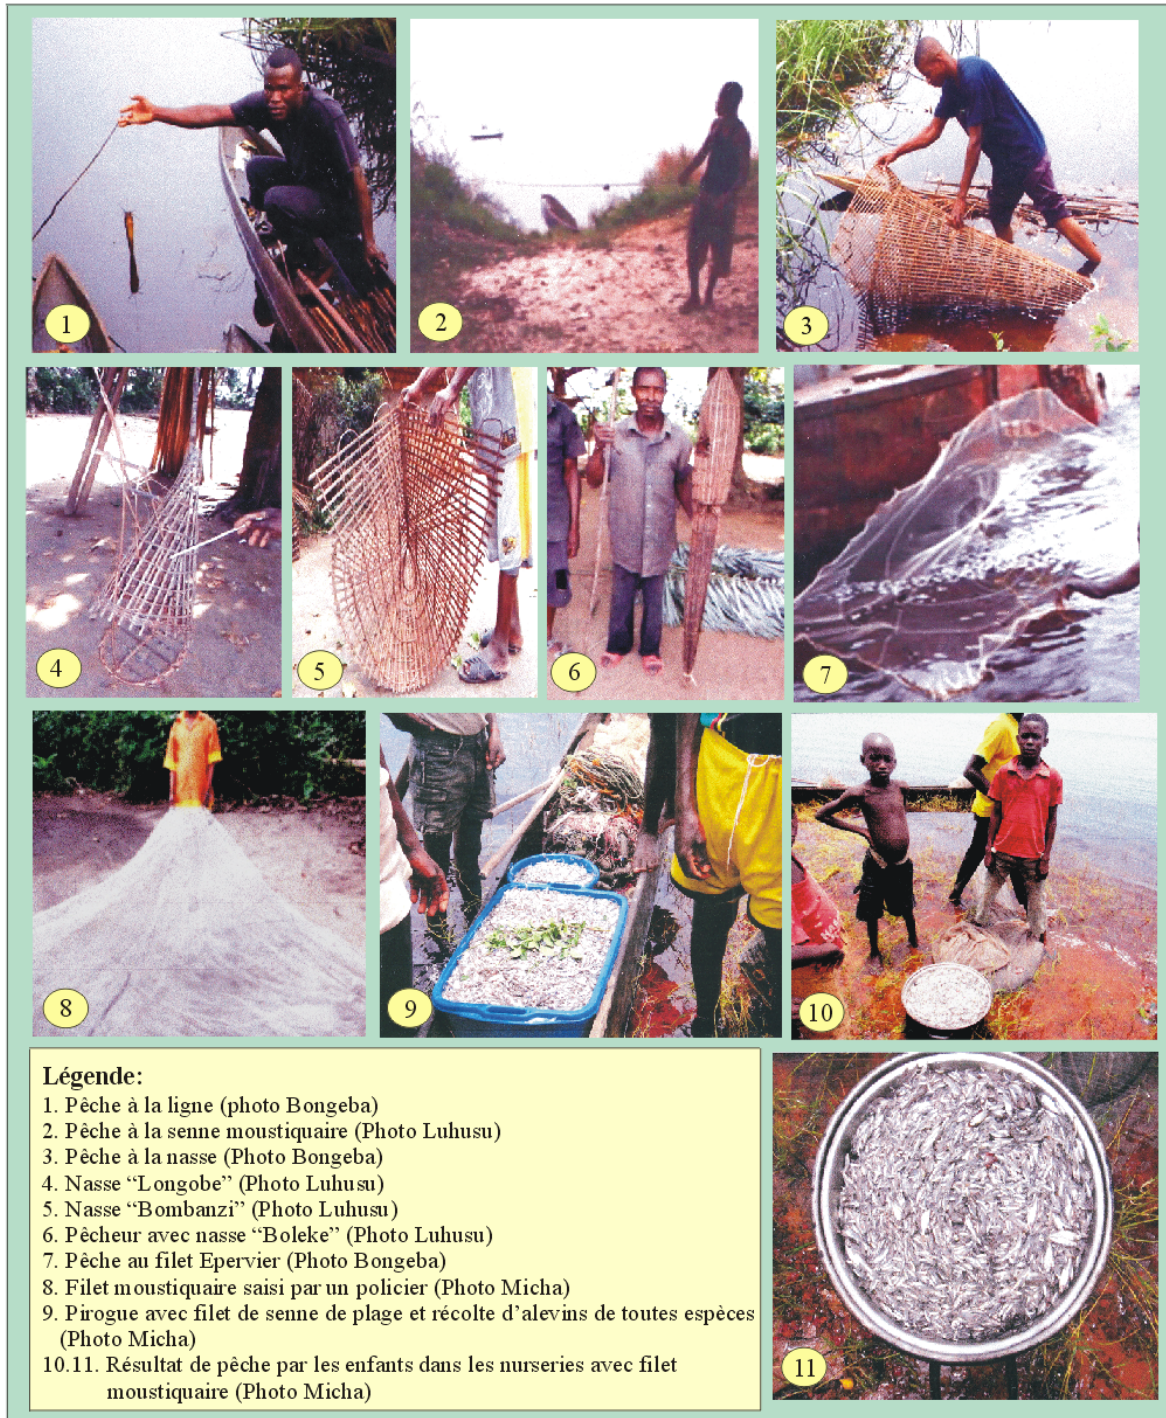 1
2
3
4
5
6
7
8
9
10
11
Légende:
1. Pêche à la ligne (photo Bongeba)
2. Pêche à la senne moustiquaire (Photo Luhusu)
3. Pêche à la nasse (Photo Bongeba)
4. Nasse “Longobe” (Photo Luhusu)
5. Nasse “Bombanzi” (Photo Luhusu)
6. Pêcheur avec nasse “Boleke” (Photo Luhusu)
7. Pêche au filet Epervier (Photo Bongeba)
8. Filet moustiquaire saisi par un policier (Photo Micha)
9. Pirogue avec filet de senne de plage et récolte d’alevins de toutes espèces
(Photo Micha)
10.11. Résultat de pêche par les enfants dans les nurseries avec filet
moustiquaire (Photo Micha)